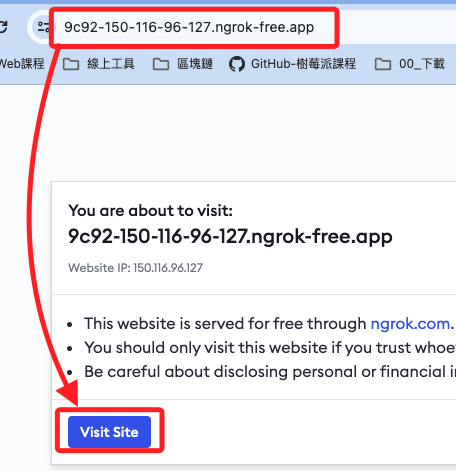 9c92-150-116-96-127.ngrok-free.app
Web課程 線上工具 區塊鏈 GitHub-樹莓派課程 00_下載
You are about to visit:
9c92-150-116-96-127.ngrok-free.app
Website IP: 150.116.96.127
This website is served for free through ngrok.com.
You should only visit this website if you trust whoe
Be careful about disclosing personal or financial in
Visit Site